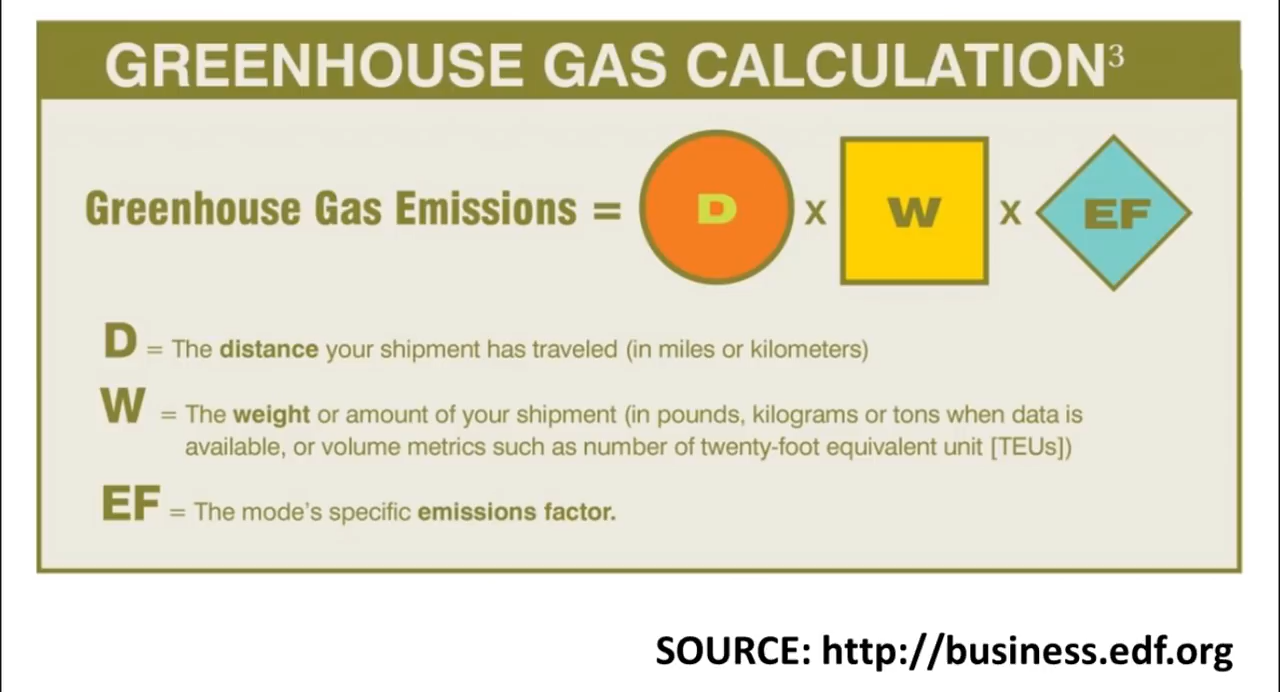 GREENHOUSE GAS CALCULATION³
Greenhouse Gas Emissions = D x W x EF
D = The distance your shipment has traveled (in miles or kilometers)
W = The weight or amount of your shipment (in pounds, kilograms or tons when data is
available, or volume metrics such as number of twenty-foot equivalent unit [TEUs])
EF = The mode’s specific emissions factor.
SOURCE: http://business.edf.org